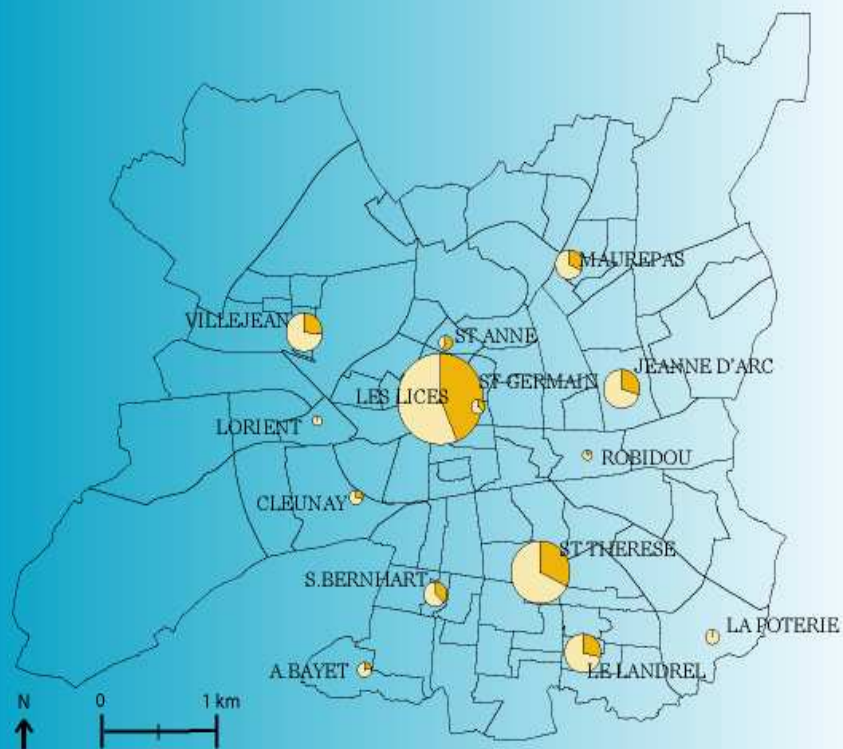 MAUREPAS
VILLEJEAN
ST ANNE
JEANNE D'ARC
ST GERMAIN
LES LICES
LORIENT
ROBIDOU
CLEUNAY
ST THERESE
S.BERNHART
LA POTERIE
A.BAYET
LE LANDREL
N
0 1 km